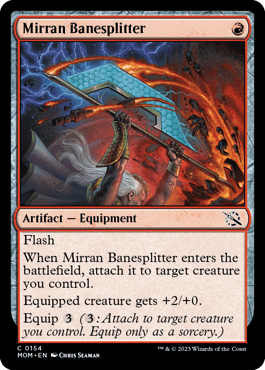 Mirran Banesplitter
Artifact — Equipment
Flash
When Mirran Banesplitter enters the
battlefield, attach it to target creature
you control.
Equipped creature gets +2/+0.
Equip 3 (3: Attach to target creature
you control. Equip only as a sorcery.)
C 0154
MOM • EN Chris Seaman
™ & © 2023 Wizards of the Coast